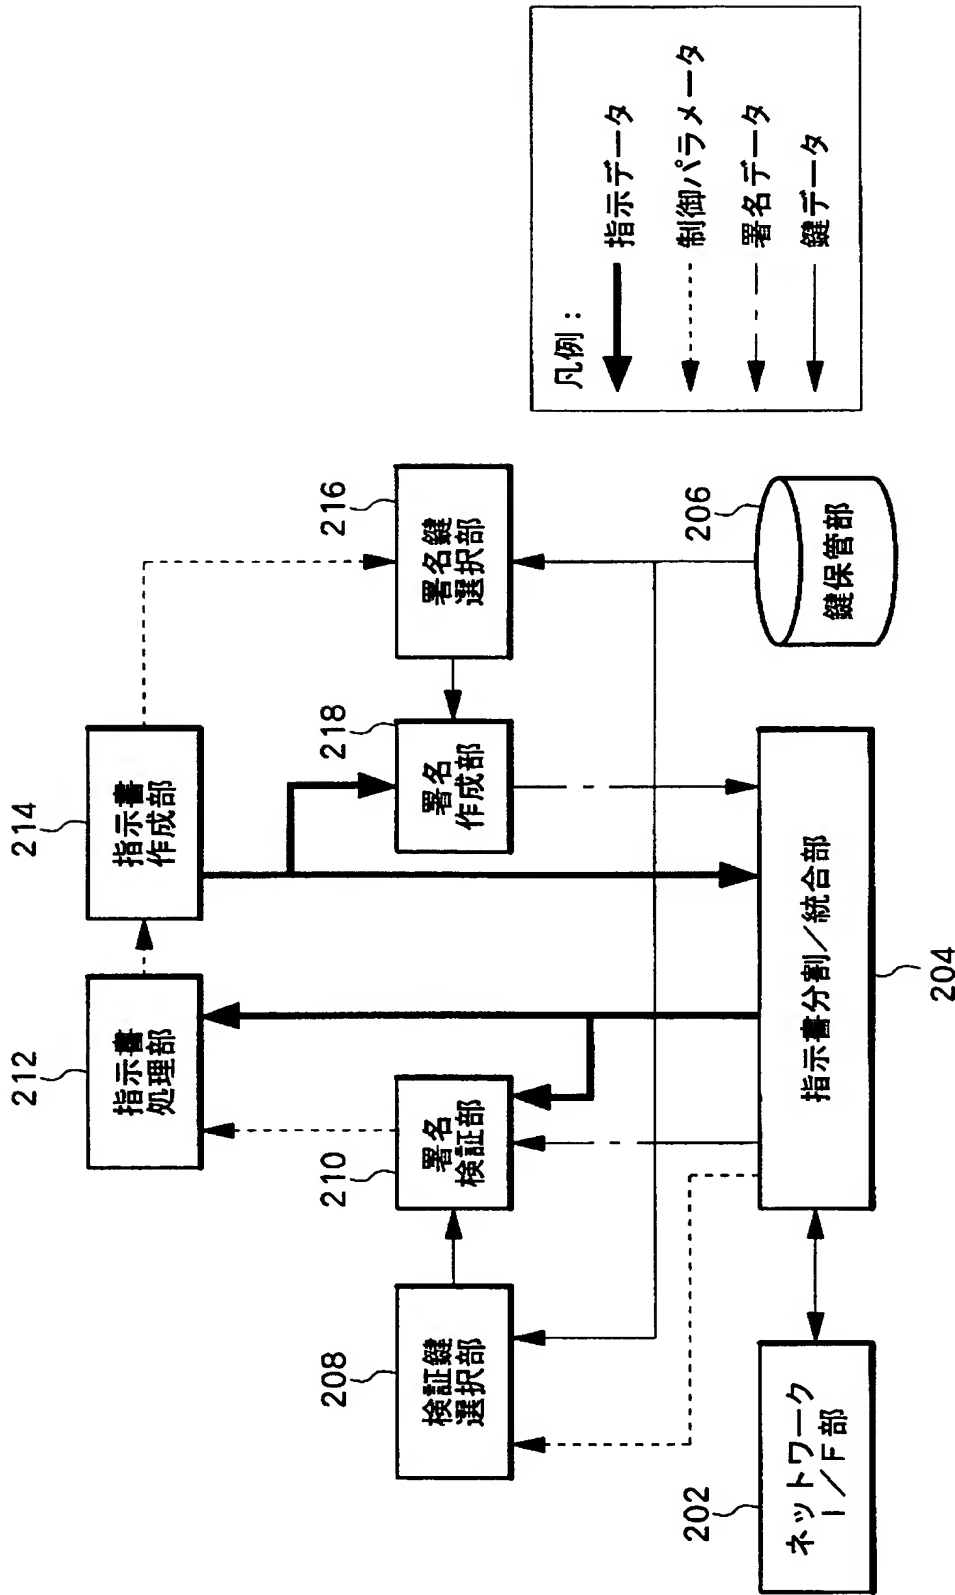 212
指示書
処理部
214
指示書
作成部
208
検証鍵
選択部
210
署名
検証部
218
署名
作成部
216
署名鍵
選択部
202
ネットワーク
I/F部
指示書分割/統合部
204
206
鍵保管部
凡例:
指示データ
制御パラメータ
署名データ
鍵データ